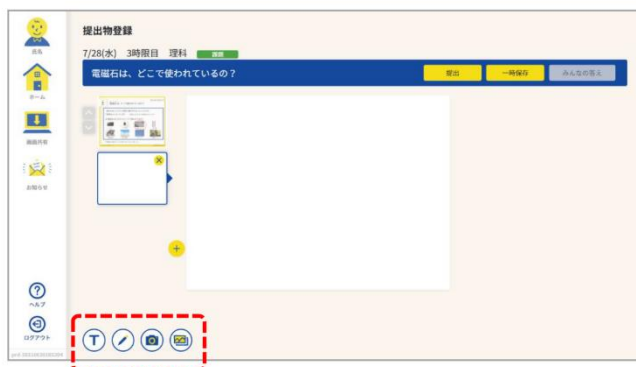 提出物登録
7/28(水) 3時限目 理科
電磁石は、どこで使われているの？
提出
一時保存
みんなの答え
氏名
ホーム
画面共有
お知らせ
ヘルプ
ログアウト
T